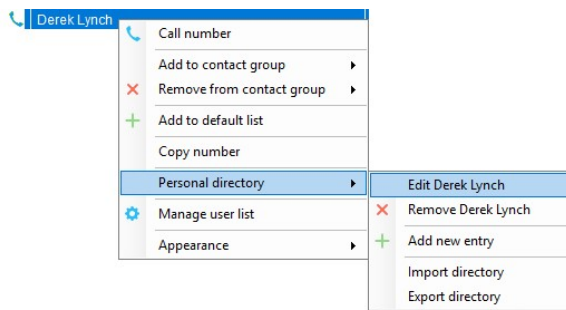 Derek Lynch
Call number
Add to contact group
Remove from contact group
Add to default list
Copy number
Personal directory
Manage user list
Appearance
Edit Derek Lynch
Remove Derek Lynch
Add new entry
Import directory
Export directory